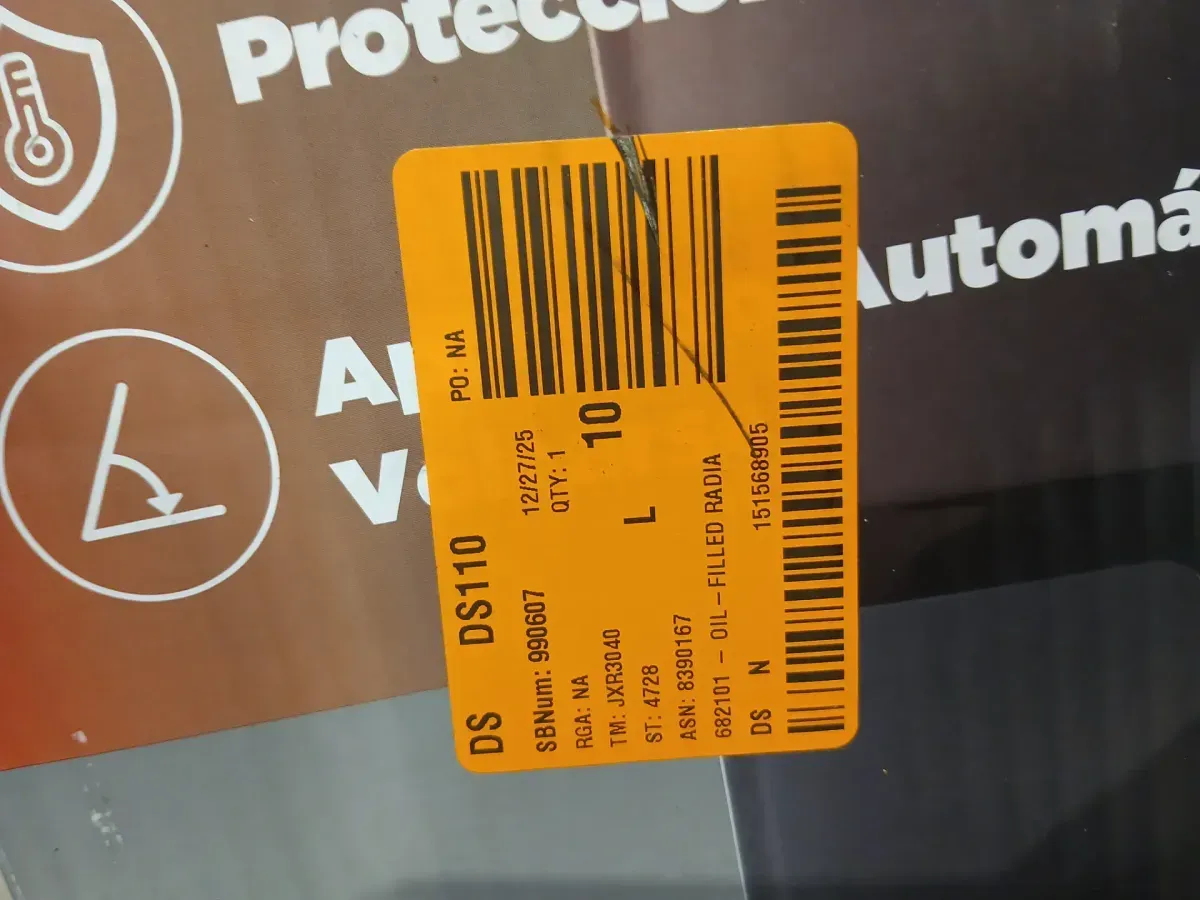 Protección
Automá
DS DS110
PO: NA
SBNum: 990607 12/27/25
RGA: NA QTY: 1
TM: JXR3040 10
ST: 4728 L
ASN: 8390167
682101 – OIL–FILLED RADIA
DS N 151568905